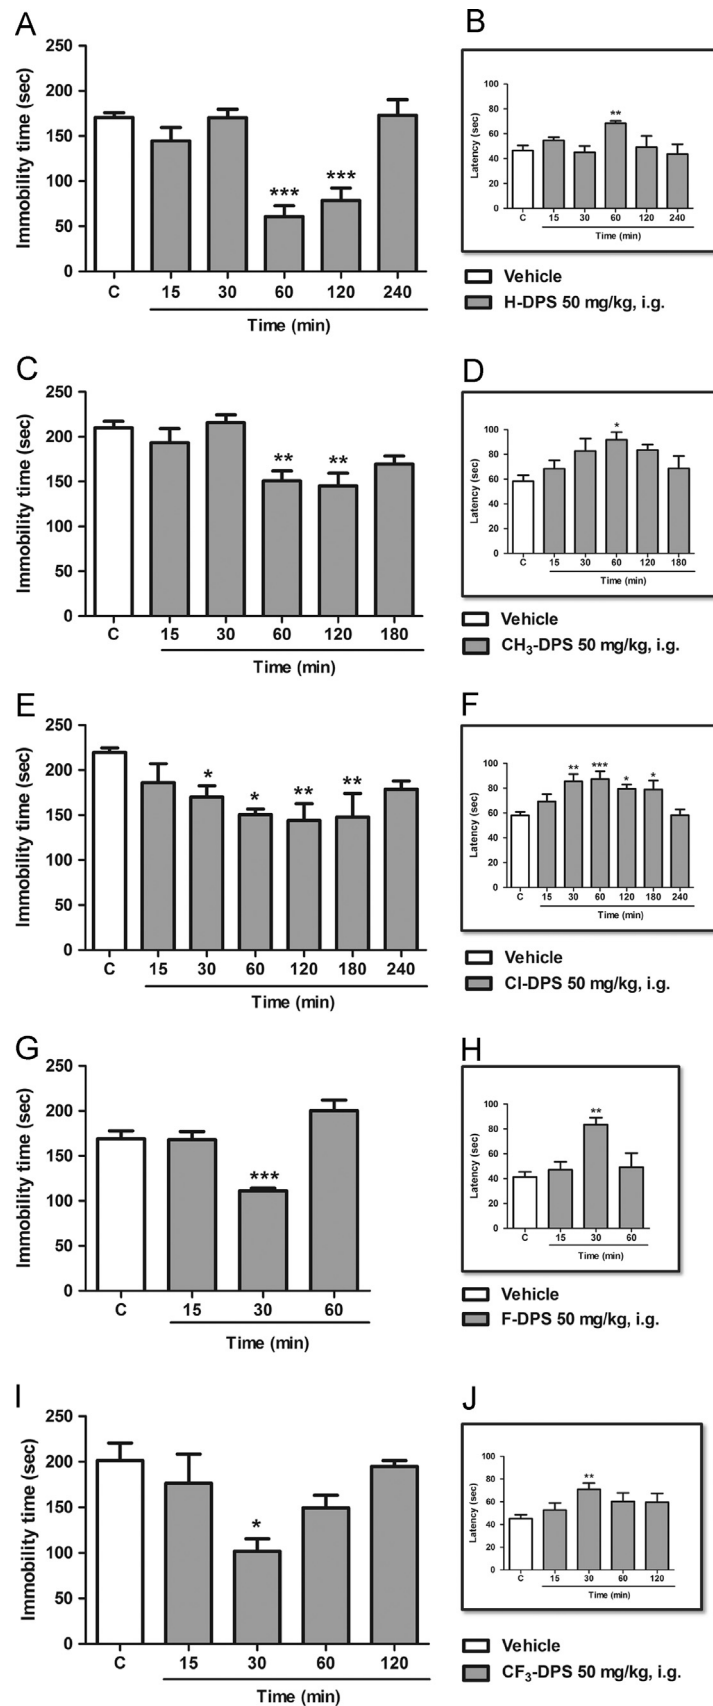 A
Immobility time (sec)
250
200
150
100
50
0
***
***
C 15 30 60 120 240
Time (min)
B
Latency (sec)
100
80
60
40
20
0
**
C 15 30 60 120 240
Time (min)
Vehicle
H-DPS 50 mg/kg, i.g.
C
Immobility time (sec)
250
200
150
100
50
0
** **
C 15 30 60 120 180
Time (min)
D
Latency (sec)
100
80
60
40
20
0
*
C 15 30 60 120 180
Time (min)
Vehicle
CH₃-DPS 50 mg/kg, i.g.
E
Immobility time (sec)
250
200
150
100
50
0
* * ** **
C 15 30 60 120 180 240
Time (min)
F
Latency (sec)
100
80
60
40
20
0
** *** * *
C 15 30 60 120 180 240
Time (min)
Vehicle
Cl-DPS 50 mg/kg, i.g.
G
Immobility time (sec)
250
200
150
100
50
0
***
C 15 30 60
Time (min)
H
Latency (sec)
100
80
60
40
20
0
**
C 15 30 60
Time (min)
Vehicle
F-DPS 50 mg/kg, i.g.
I
Immobility time (sec)
250
200
150
100
50
0
*
C 15 30 60 120
Time (min)
J
Latency (sec)
100
80
60
40
20
0
**
C 15 30 60 120
Time (min)
Vehicle
CF₃-DPS 50 mg/kg, i.g.